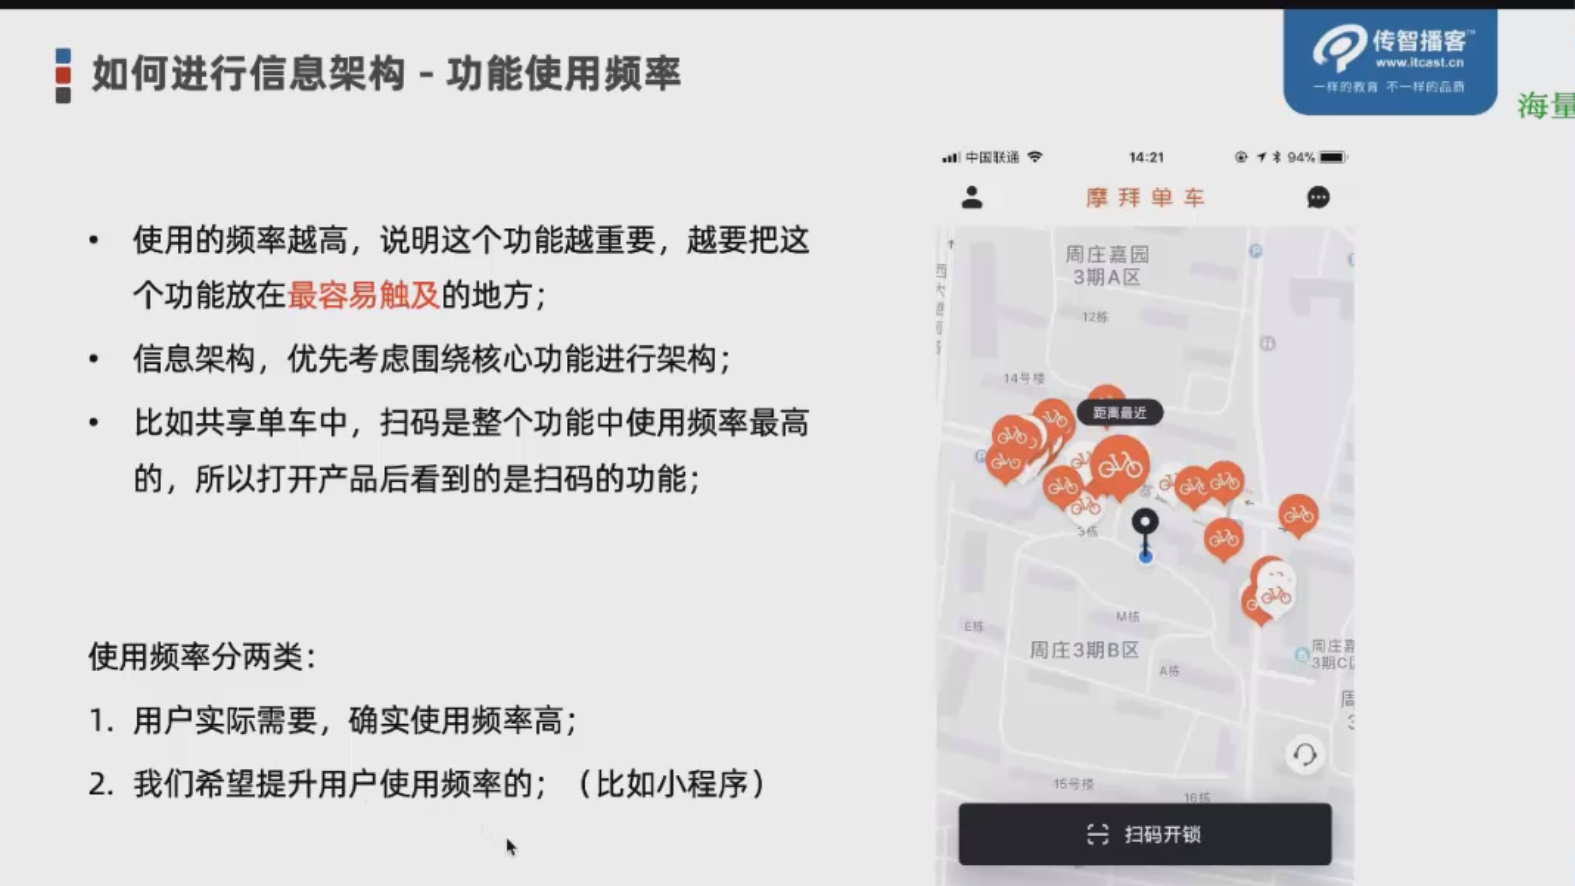 如何进行信息架构 - 功能使用频率
传智播客
www.itcast.cn
一样的教育 不一样的品质
海量
• 使用的频率越高，说明这个功能越重要，越要把这
个功能放在最容易触及的地方；
• 信息架构，优先考虑围绕核心功能进行架构；
• 比如共享单车中，扫码是整个功能中使用频率最高
的，所以打开产品后看到的是扫码的功能；
使用频率分两类：
1. 用户实际需要，确实使用频率高；
2. 我们希望提升用户使用频率的；（比如小程序）
中国联通
14:21
94%
摩拜单车
周庄嘉园
3期A区
12栋
14号楼
距离最近
3栋
M栋
E栋
周庄3期B区
A栋
周庄嘉
3期C区
周
15号楼
16栋
扫码开锁